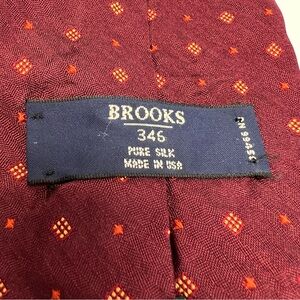 BROOKS
346
PURE SILK
MADE IN USA